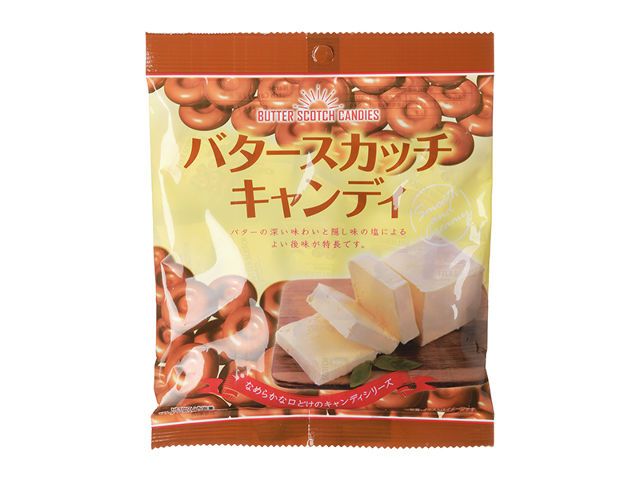 BUTTER SCOTCH CANDIES
バタースカッチ
キャンディ
Smooth and Creamy
バターの深い味わいと隠し味の塩による
よい後味が特長です。
なめらかな口どけのキャンディシリーズ